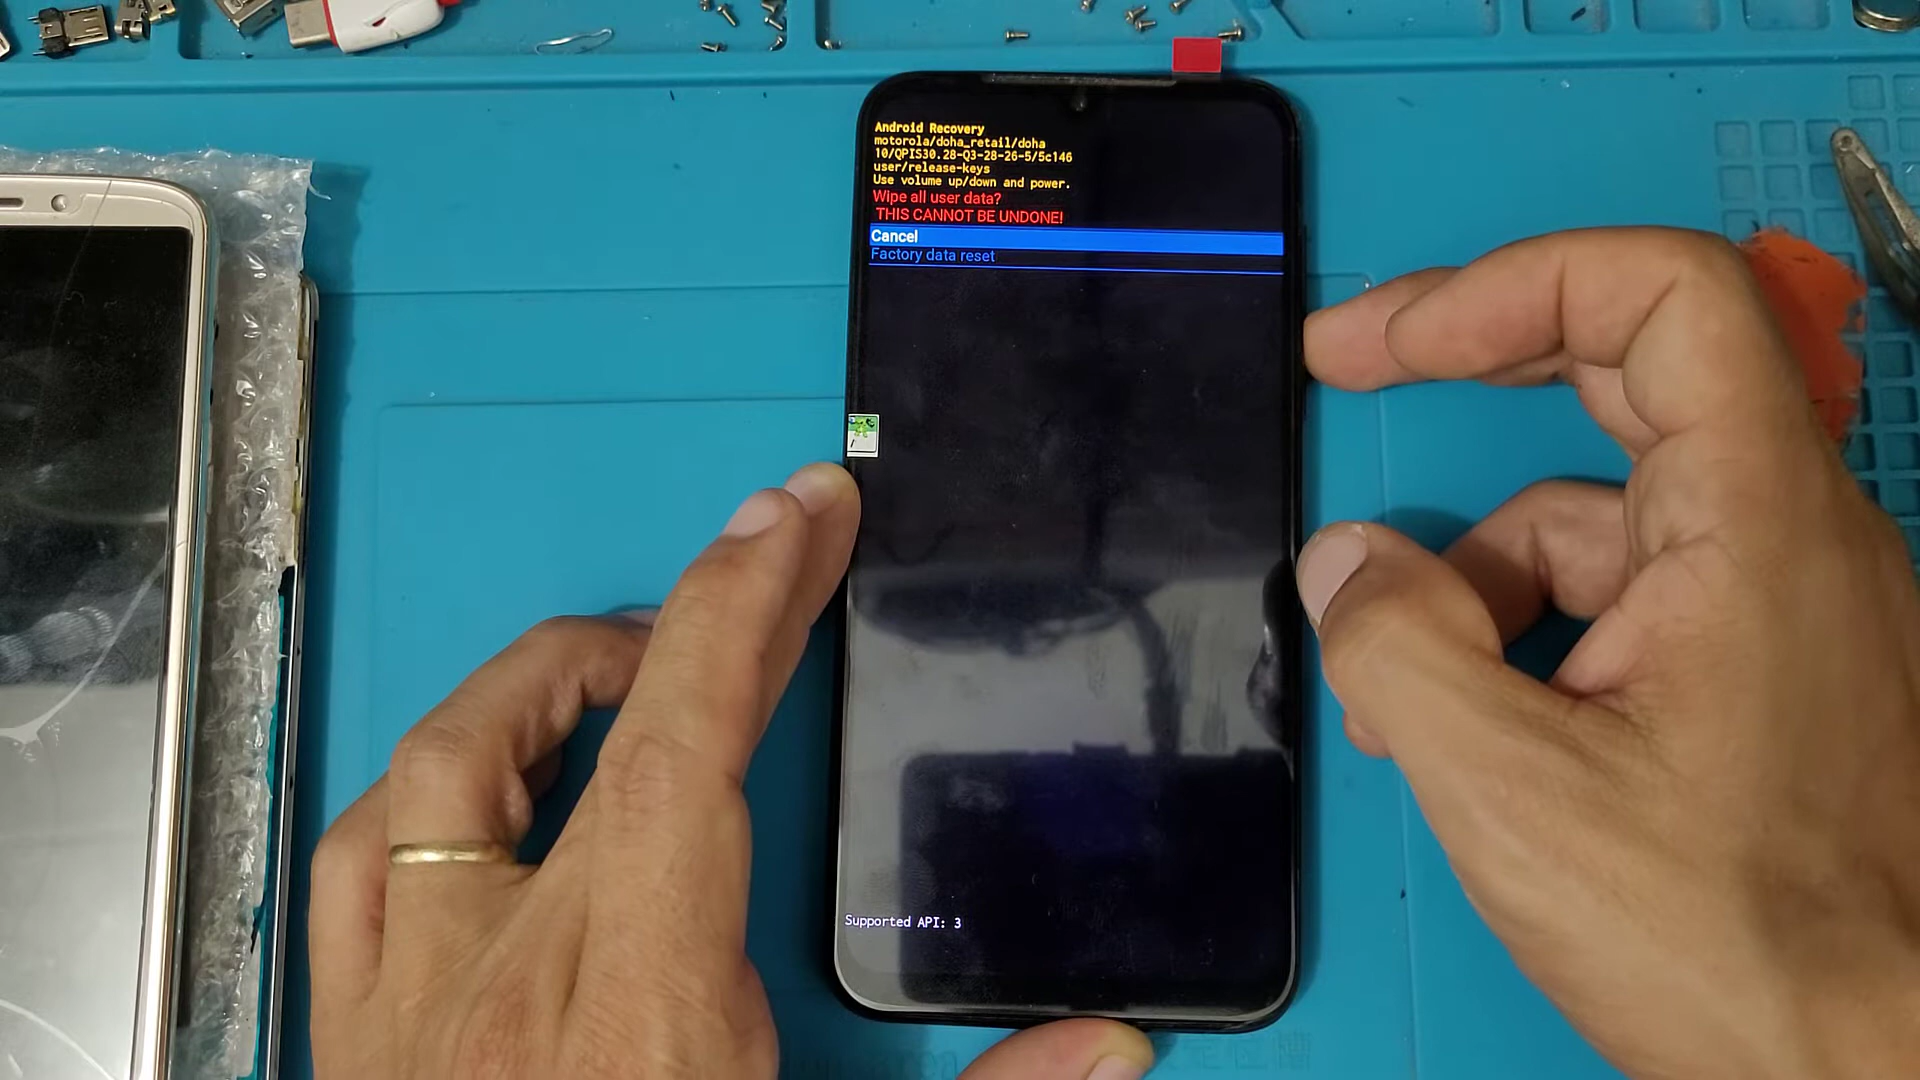 Android Recovery
motorola/doha_retail/doha
10/QPIS30.28-Q3-28-26-5/5c146
user/release-keys
Use volume up/down and power.
Wipe all user data?
THIS CANNOT BE UNDONE!
Cancel
Factory data reset
Supported API: 3